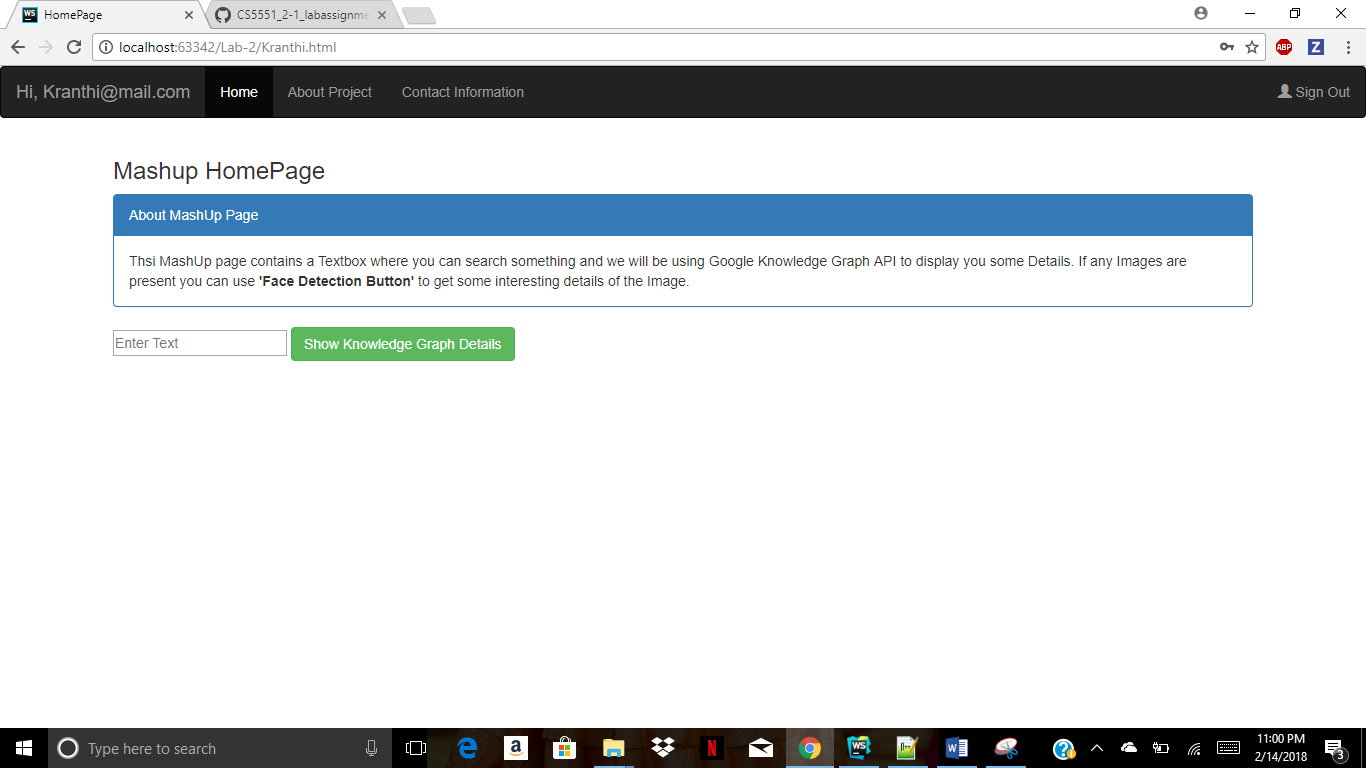 HomePage
CS5551_2-1_labassignme
localhost:63342/Lab-2/Kranthi.html
ABP
Z
Hi, Kranthi@mail.com
Home
About Project
Contact Information
Sign Out
Mashup HomePage
About MashUp Page
Thsi MashUp page contains a Textbox where you can search something and we will be using Google Knowledge Graph API to display you some Details. If any Images are
present you can use 'Face Detection Button' to get some interesting details of the Image.
Enter Text
Show Knowledge Graph Details
Type here to search
11:00 PM
2/14/2018
3